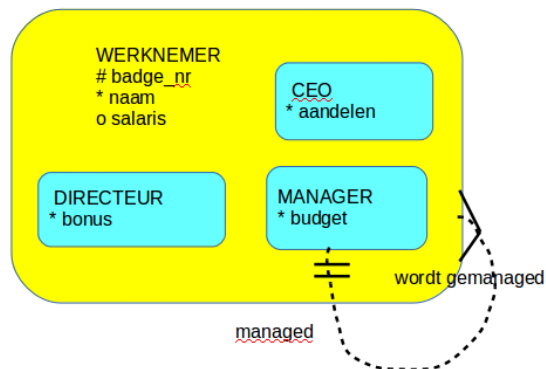 WERKNEMER
# badge_nr
* naam
o salaris
CEO
* aandelen
DIRECTEUR
* bonus
MANAGER
* budget
wordt gemanaged
managed